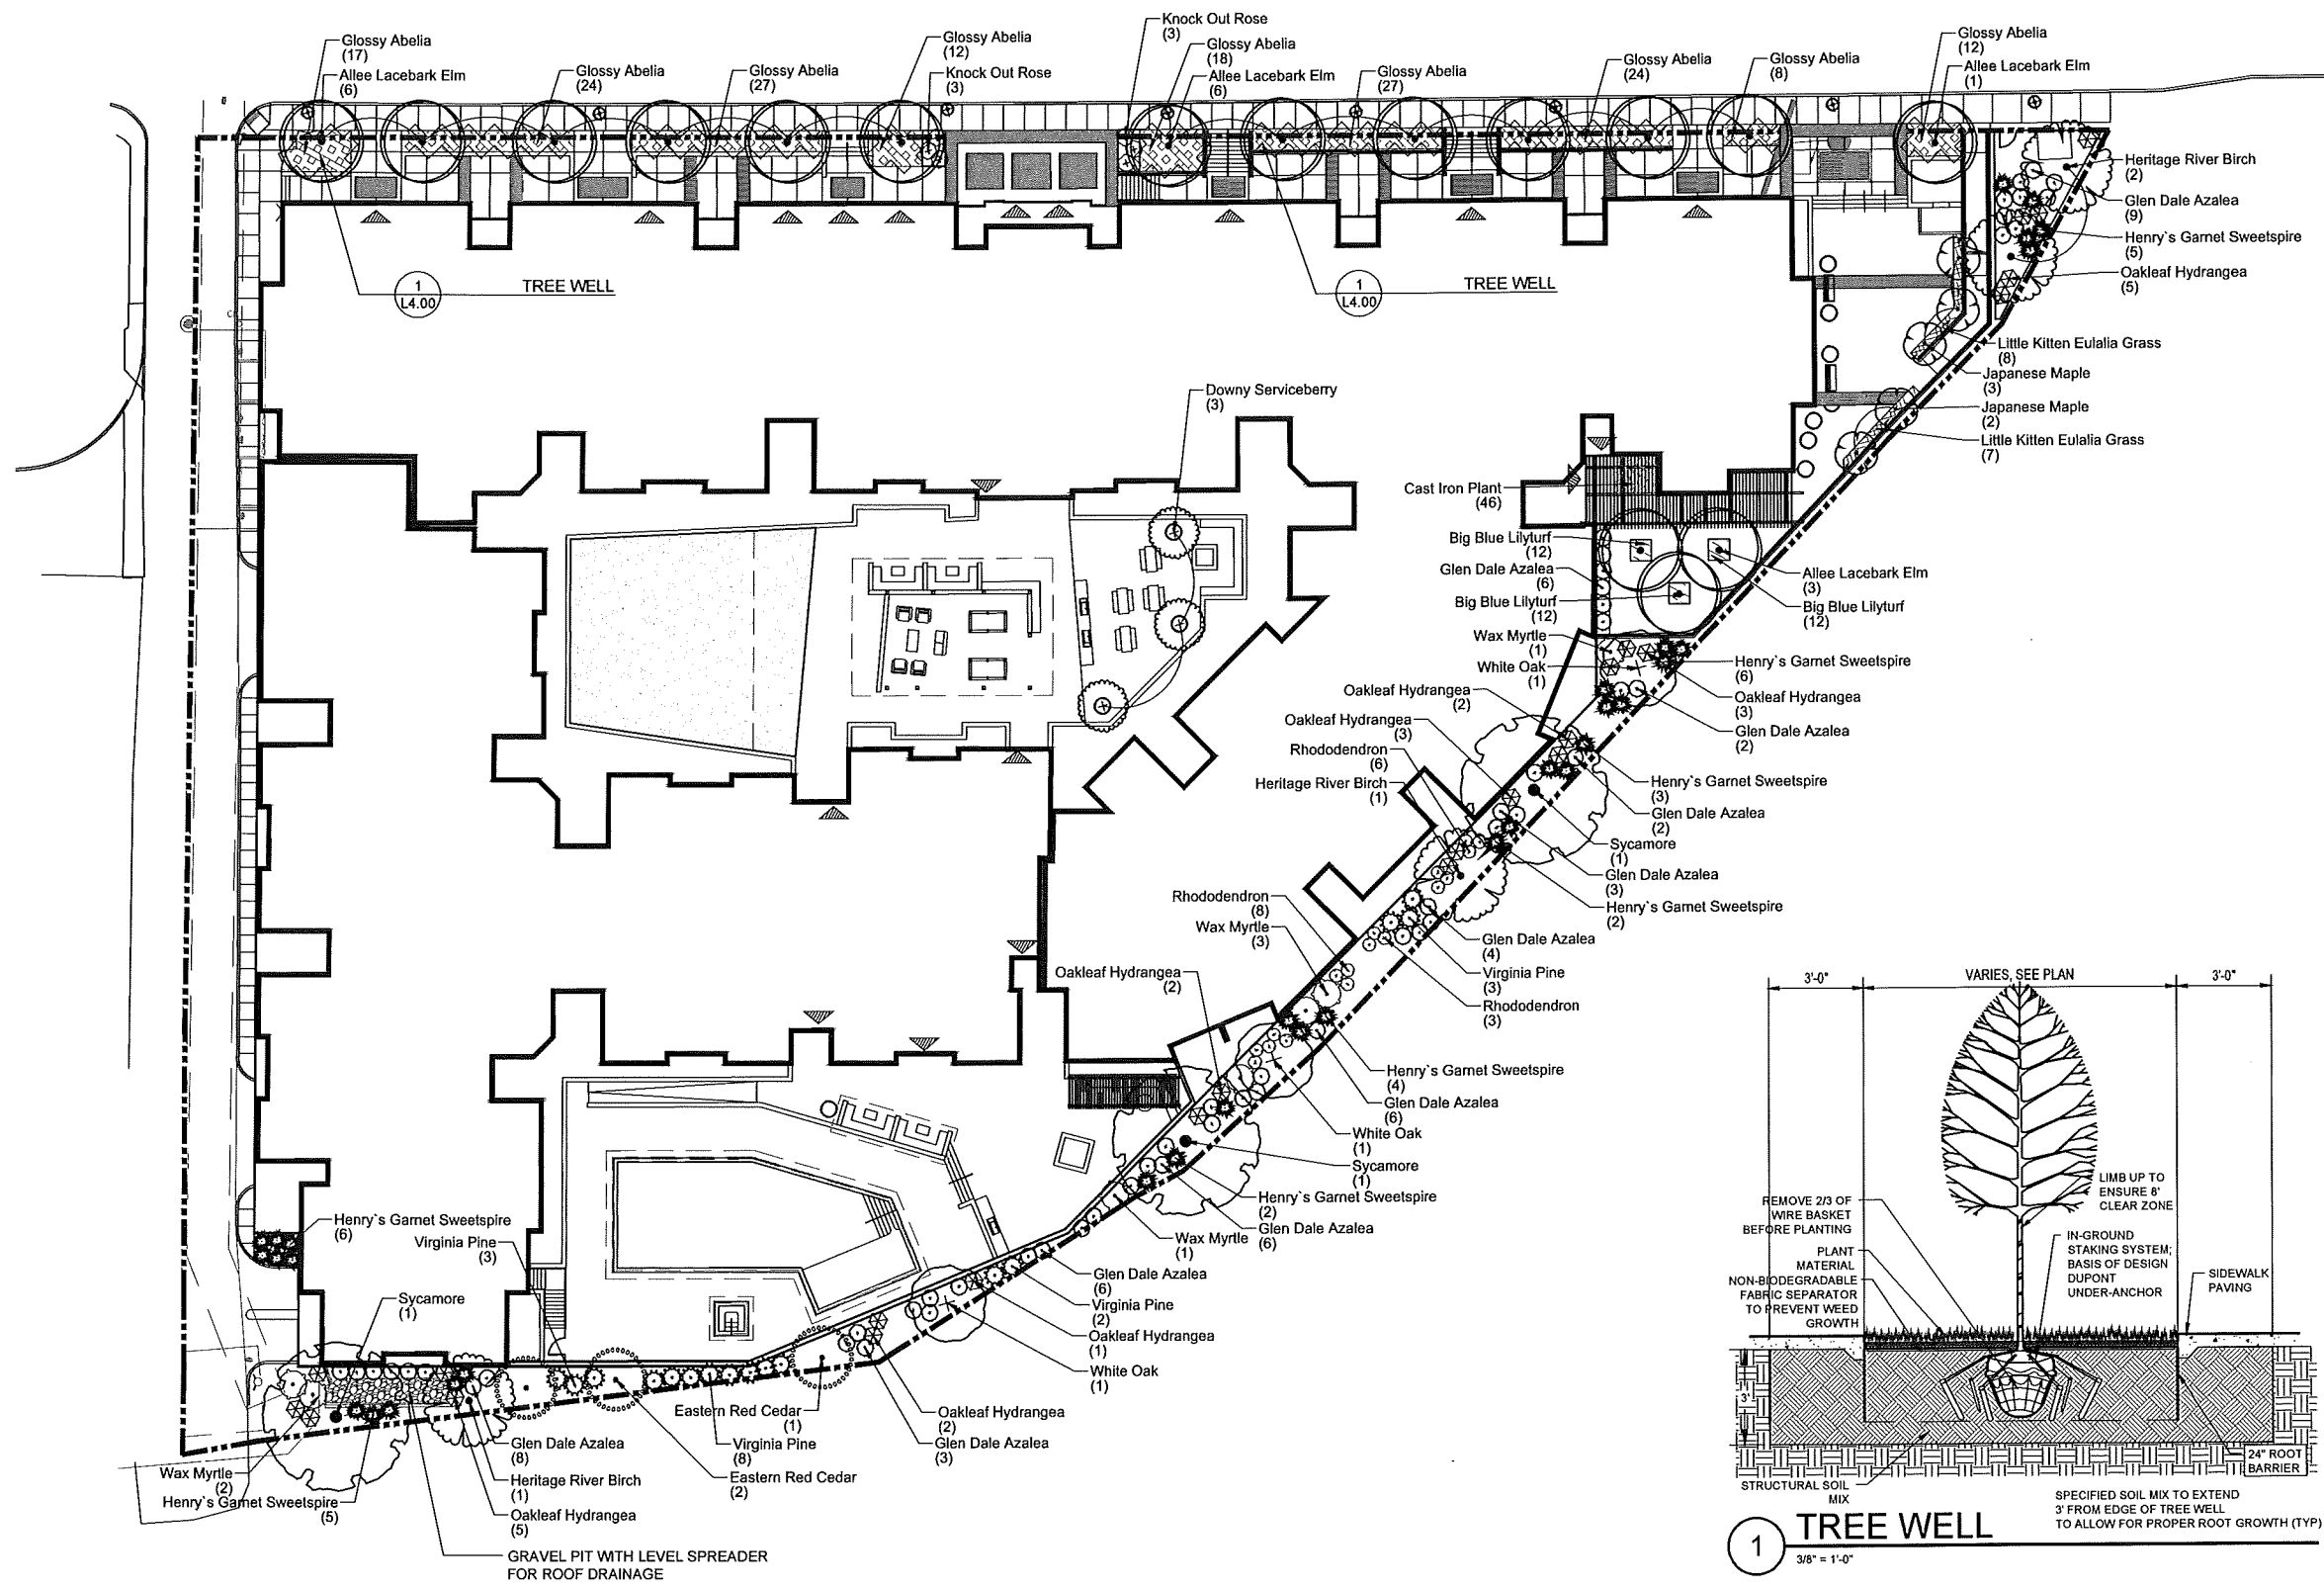 Knock Out Rose
(3)
Glossy Abelia
(17)
Allee Lacebark Elm
(6)
Glossy Abelia
(24)
Glossy Abelia
(27)
Glossy Abelia
(12)
Knock Out Rose
(3)
Glossy Abelia
(18)
Allee Lacebark Elm
(6)
Glossy Abelia
(27)
Glossy Abelia
(24)
Glossy Abelia
(8)
Glossy Abelia
(12)
Allee Lacebark Elm
(1)
Heritage River Birch
(2)
Glen Dale Azalea
(9)
Henry`s Garnet Sweetspire
(5)
Oakleaf Hydrangea
(5)
1
L4.00
TREE WELL
1
L4.00
TREE WELL
Little Kitten Eulalia Grass
(8)
Japanese Maple
(3)
Japanese Maple
(2)
Little Kitten Eulalia Grass
(7)
Downy Serviceberry
(3)
Cast Iron Plant
(46)
Big Blue Lilyturf
(12)
Glen Dale Azalea
(6)
Big Blue Lilyturf
(12)
Allee Lacebark Elm
(3)
Big Blue Lilyturf
(12)
Wax Myrtle
(1)
White Oak
(1)
Henry`s Garnet Sweetspire
(6)
Oakleaf Hydrangea
(3)
Glen Dale Azalea
(2)
Oakleaf Hydrangea
(2)
Oakleaf Hydrangea
(3)
Rhododendron
(6)
Heritage River Birch
(1)
Henry`s Garnet Sweetspire
(3)
Glen Dale Azalea
(2)
Sycamore
(1)
Glen Dale Azalea
(3)
Henry`s Garnet Sweetspire
(2)
Rhododendron
(8)
Wax Myrtle
(3)
Oakleaf Hydrangea
(2)
Glen Dale Azalea
(4)
Virginia Pine
(3)
Rhododendron
(3)
Henry`s Garnet Sweetspire
(4)
Glen Dale Azalea
(6)
White Oak
(1)
Sycamore
(1)
Henry`s Garnet Sweetspire
(2)
Glen Dale Azalea
(6)
Wax Myrtle
(1)
Henry`s Garnet Sweetspire
(6)
Virginia Pine
(3)
Sycamore
(1)
Glen Dale Azalea
(6)
Virginia Pine
(2)
Oakleaf Hydrangea
(1)
White Oak
(1)
Eastern Red Cedar
(1)
Oakleaf Hydrangea
(2)
Glen Dale Azalea
(3)
Virginia Pine
(8)
Eastern Red Cedar
(2)
Glen Dale Azalea
(8)
Heritage River Birch
(1)
Oakleaf Hydrangea
(5)
Wax Myrtle
(2)
Henry`s Garnet Sweetspire
(5)
GRAVEL PIT WITH LEVEL SPREADER
FOR ROOF DRAINAGE
3'-0"
VARIES, SEE PLAN
3'-0"
LIMB UP TO
ENSURE 8'
CLEAR ZONE
REMOVE 2/3 OF
WIRE BASKET
BEFORE PLANTING
PLANT
MATERIAL
NON-BIODEGRADABLE
FABRIC SEPARATOR
TO PREVENT WEED
GROWTH
IN-GROUND
STAKING SYSTEM;
BASIS OF DESIGN
DUPONT
UNDER-ANCHOR
SIDEWALK
PAVING
3'
24" ROOT
BARRIER
STRUCTURAL SOIL
MIX
SPECIFIED SOIL MIX TO EXTEND
3' FROM EDGE OF TREE WELL
TO ALLOW FOR PROPER ROOT GROWTH (TYP)
1
TREE WELL
3/8" = 1'-0"